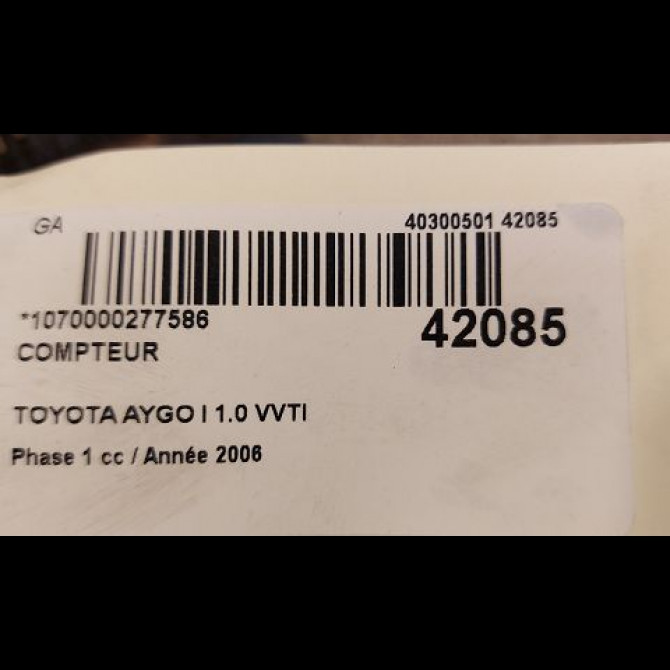 GA 40300501 42085
*1070000277586 42085
COMPTEUR
TOYOTA AYGO I 1.0 VVTI
Phase 1 cc / Année 2006